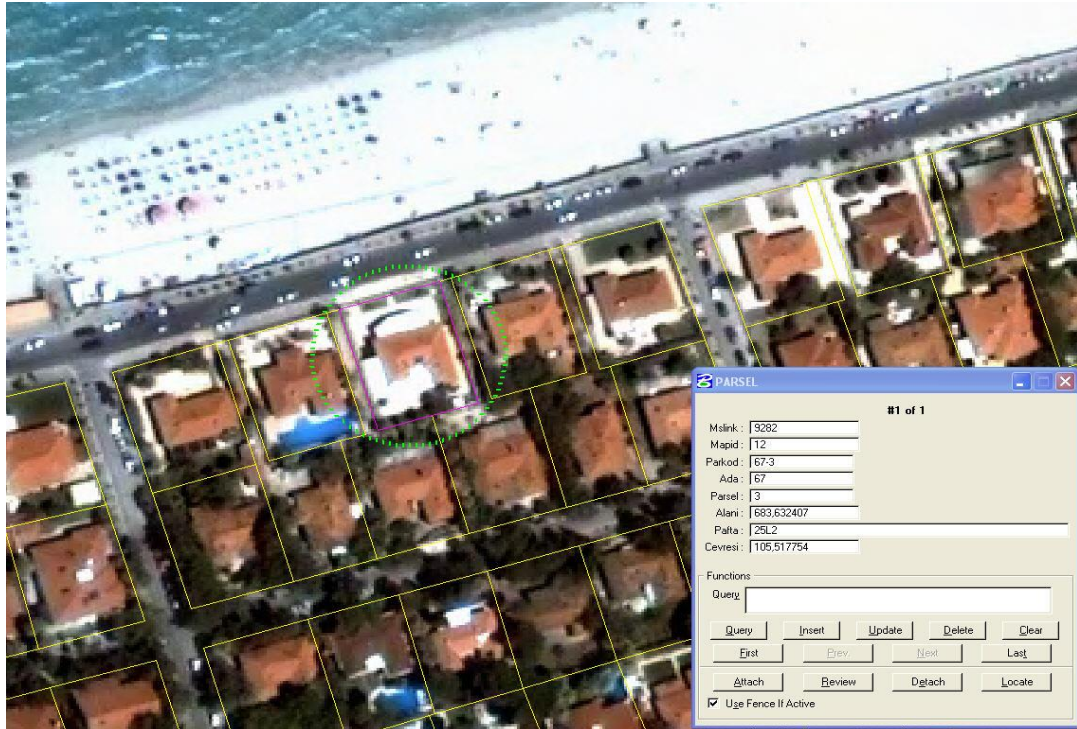 PARSEL
#1 of 1
Mslink : 9282
Mapid : 12
Parkod : 67-3
Ada : 67
Parsel : 3
Alani : 683,632407
Pafta : 25L2
Cevresi : 105,517754
Functions
Query
Query Insert Update Delete Clear
First Prev Next Last
Attach Review Detach Locate
Use Fence If Active